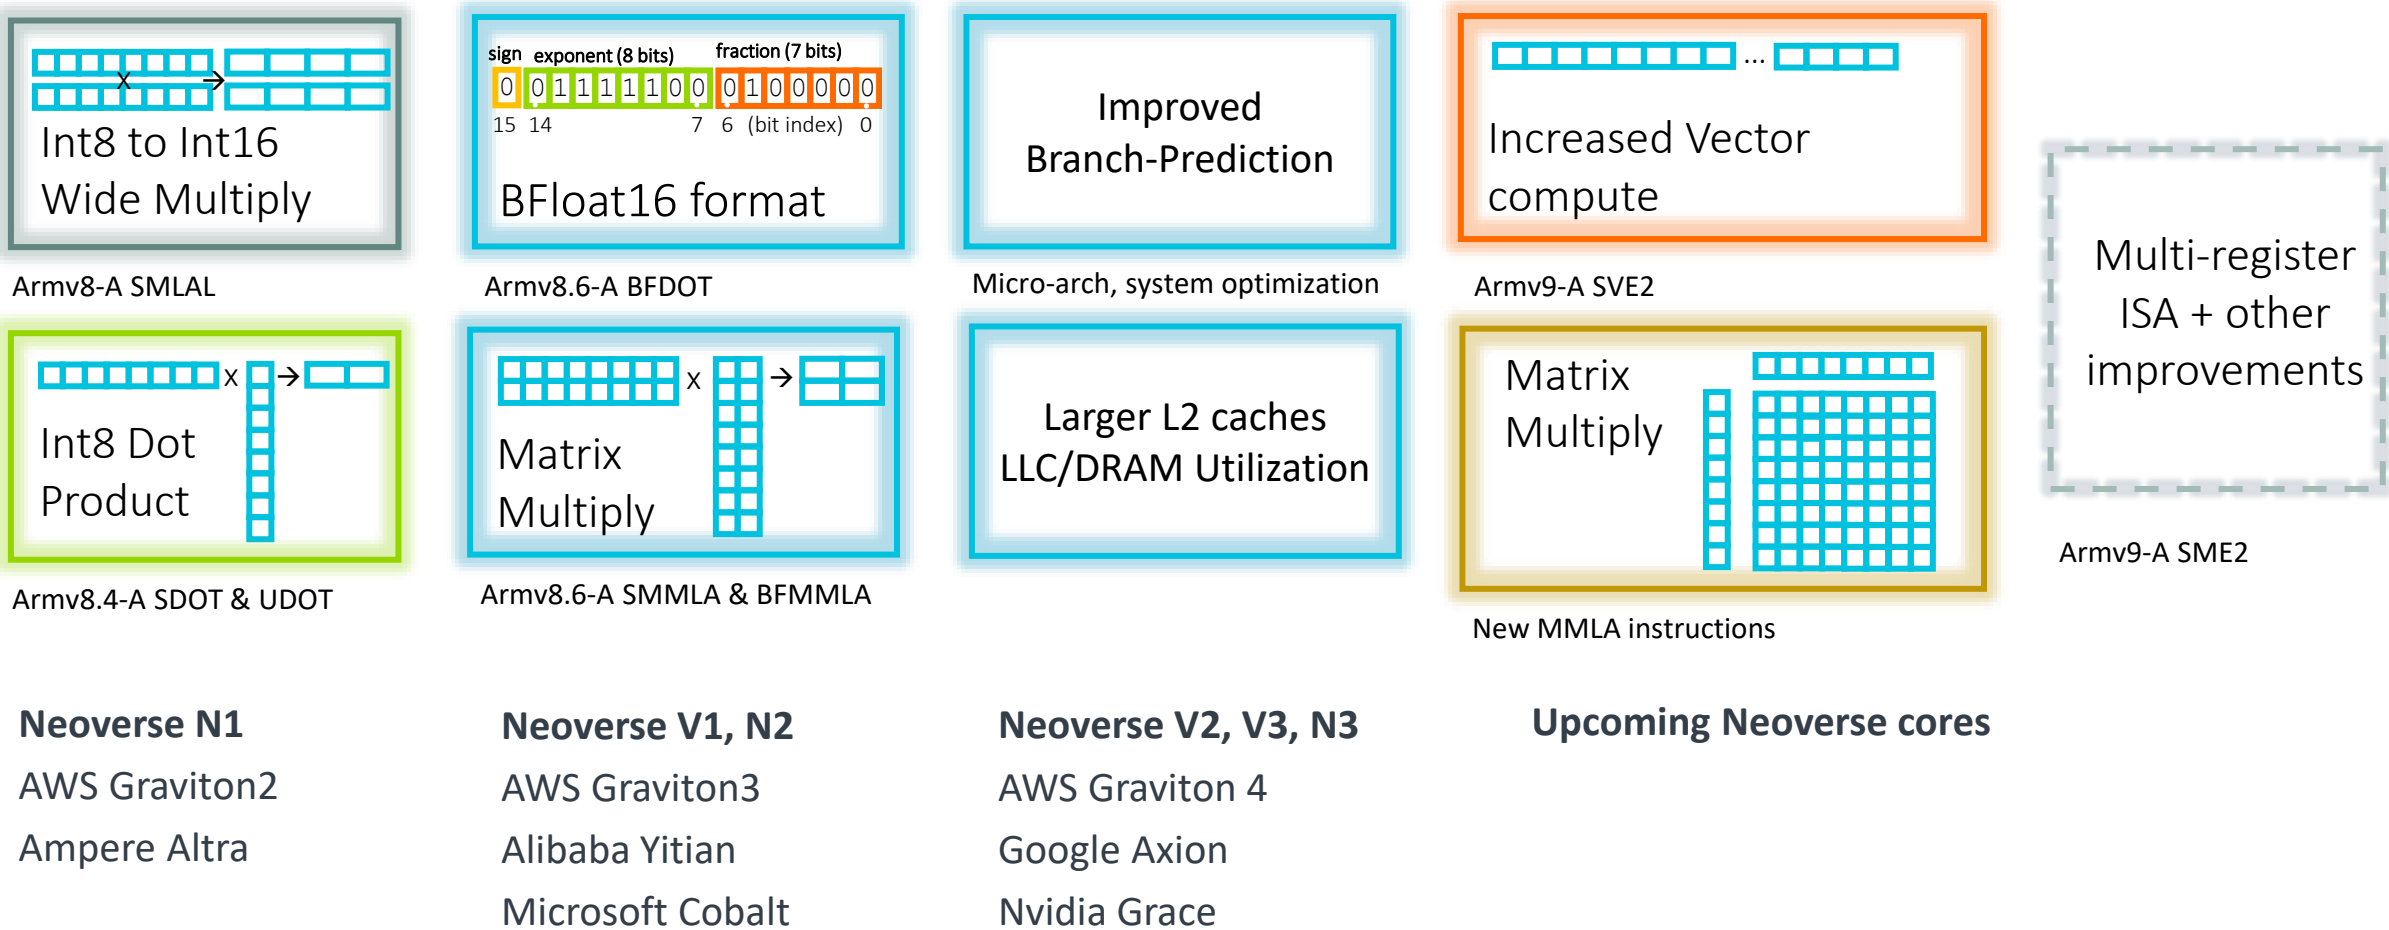 x →
Int8 to Int16
Wide Multiply
Armv8-A SMLAL
x →
Int8 Dot
Product
Armv8.4-A SDOT & UDOT
sign exponent (8 bits) fraction (7 bits)
0 0 1 1 1 1 1 0 0 0 1 0 0 0 0 0
15 14 7 6 (bit index) 0
BFloat16 format
Armv8.6-A BFDOT
x →
Matrix
Multiply
Armv8.6-A SMMLA & BFMMLA
Improved
Branch-Prediction
Micro-arch, system optimization
Larger L2 caches
LLC/DRAM Utilization
...
Increased Vector
compute
Armv9-A SVE2
Matrix
Multiply
New MMLA instructions
Multi-register
ISA + other
improvements
Armv9-A SME2
Neoverse N1
AWS Graviton2
Ampere Altra
Neoverse V1, N2
AWS Graviton3
Alibaba Yitian
Microsoft Cobalt
Neoverse V2, V3, N3
AWS Graviton 4
Google Axion
Nvidia Grace
Upcoming Neoverse cores